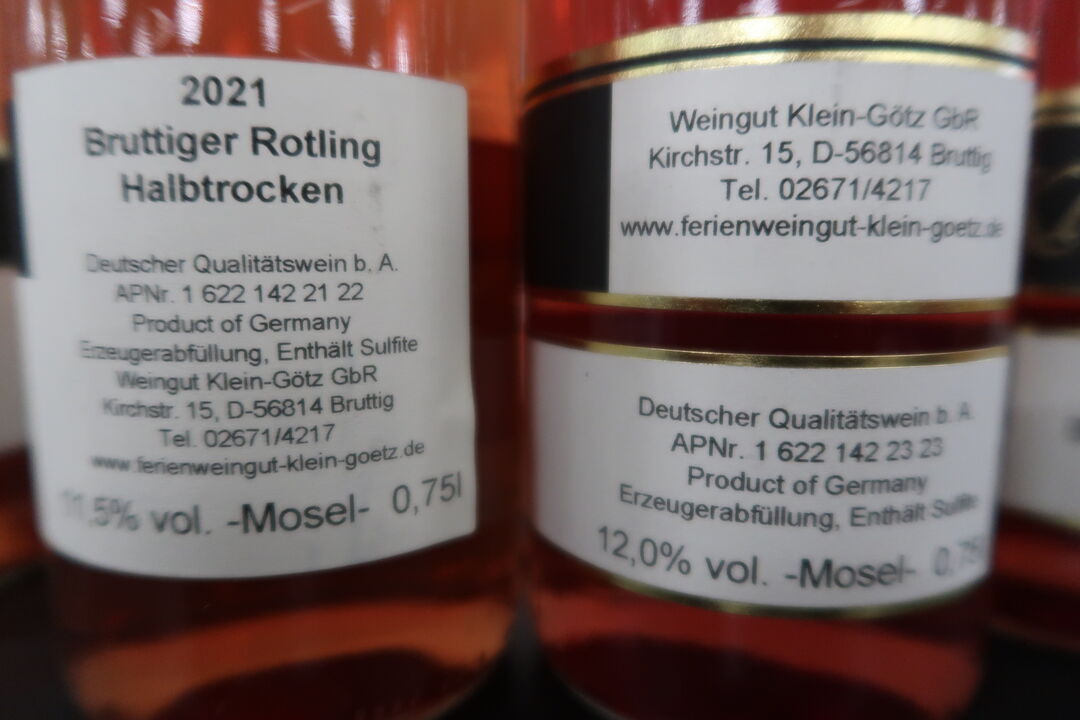 2021
Bruttiger Rotling
Halbtrocken
Deutscher Qualitätswein b. A.
APNr. 1 622 142 21 22
Product of Germany
Erzeugerabfüllung, Enthält Sulfite
Weingut Klein-Götz GbR
Kirchstr. 15, D-56814 Bruttig
Tel. 02671/4217
www.ferienweingut-klein-goetz.de
11,5% vol. -Mosel- 0,75l
Weingut Klein-Götz GbR
Kirchstr. 15, D-56814 Bruttig
Tel. 02671/4217
www.ferienweingut-klein-goetz.de
Deutscher Qualitätswein b. A.
APNr. 1 622 142 23 23
Product of Germany
Erzeugerabfüllung, Enthält Sulfite
12,0% vol. -Mosel- 0,75